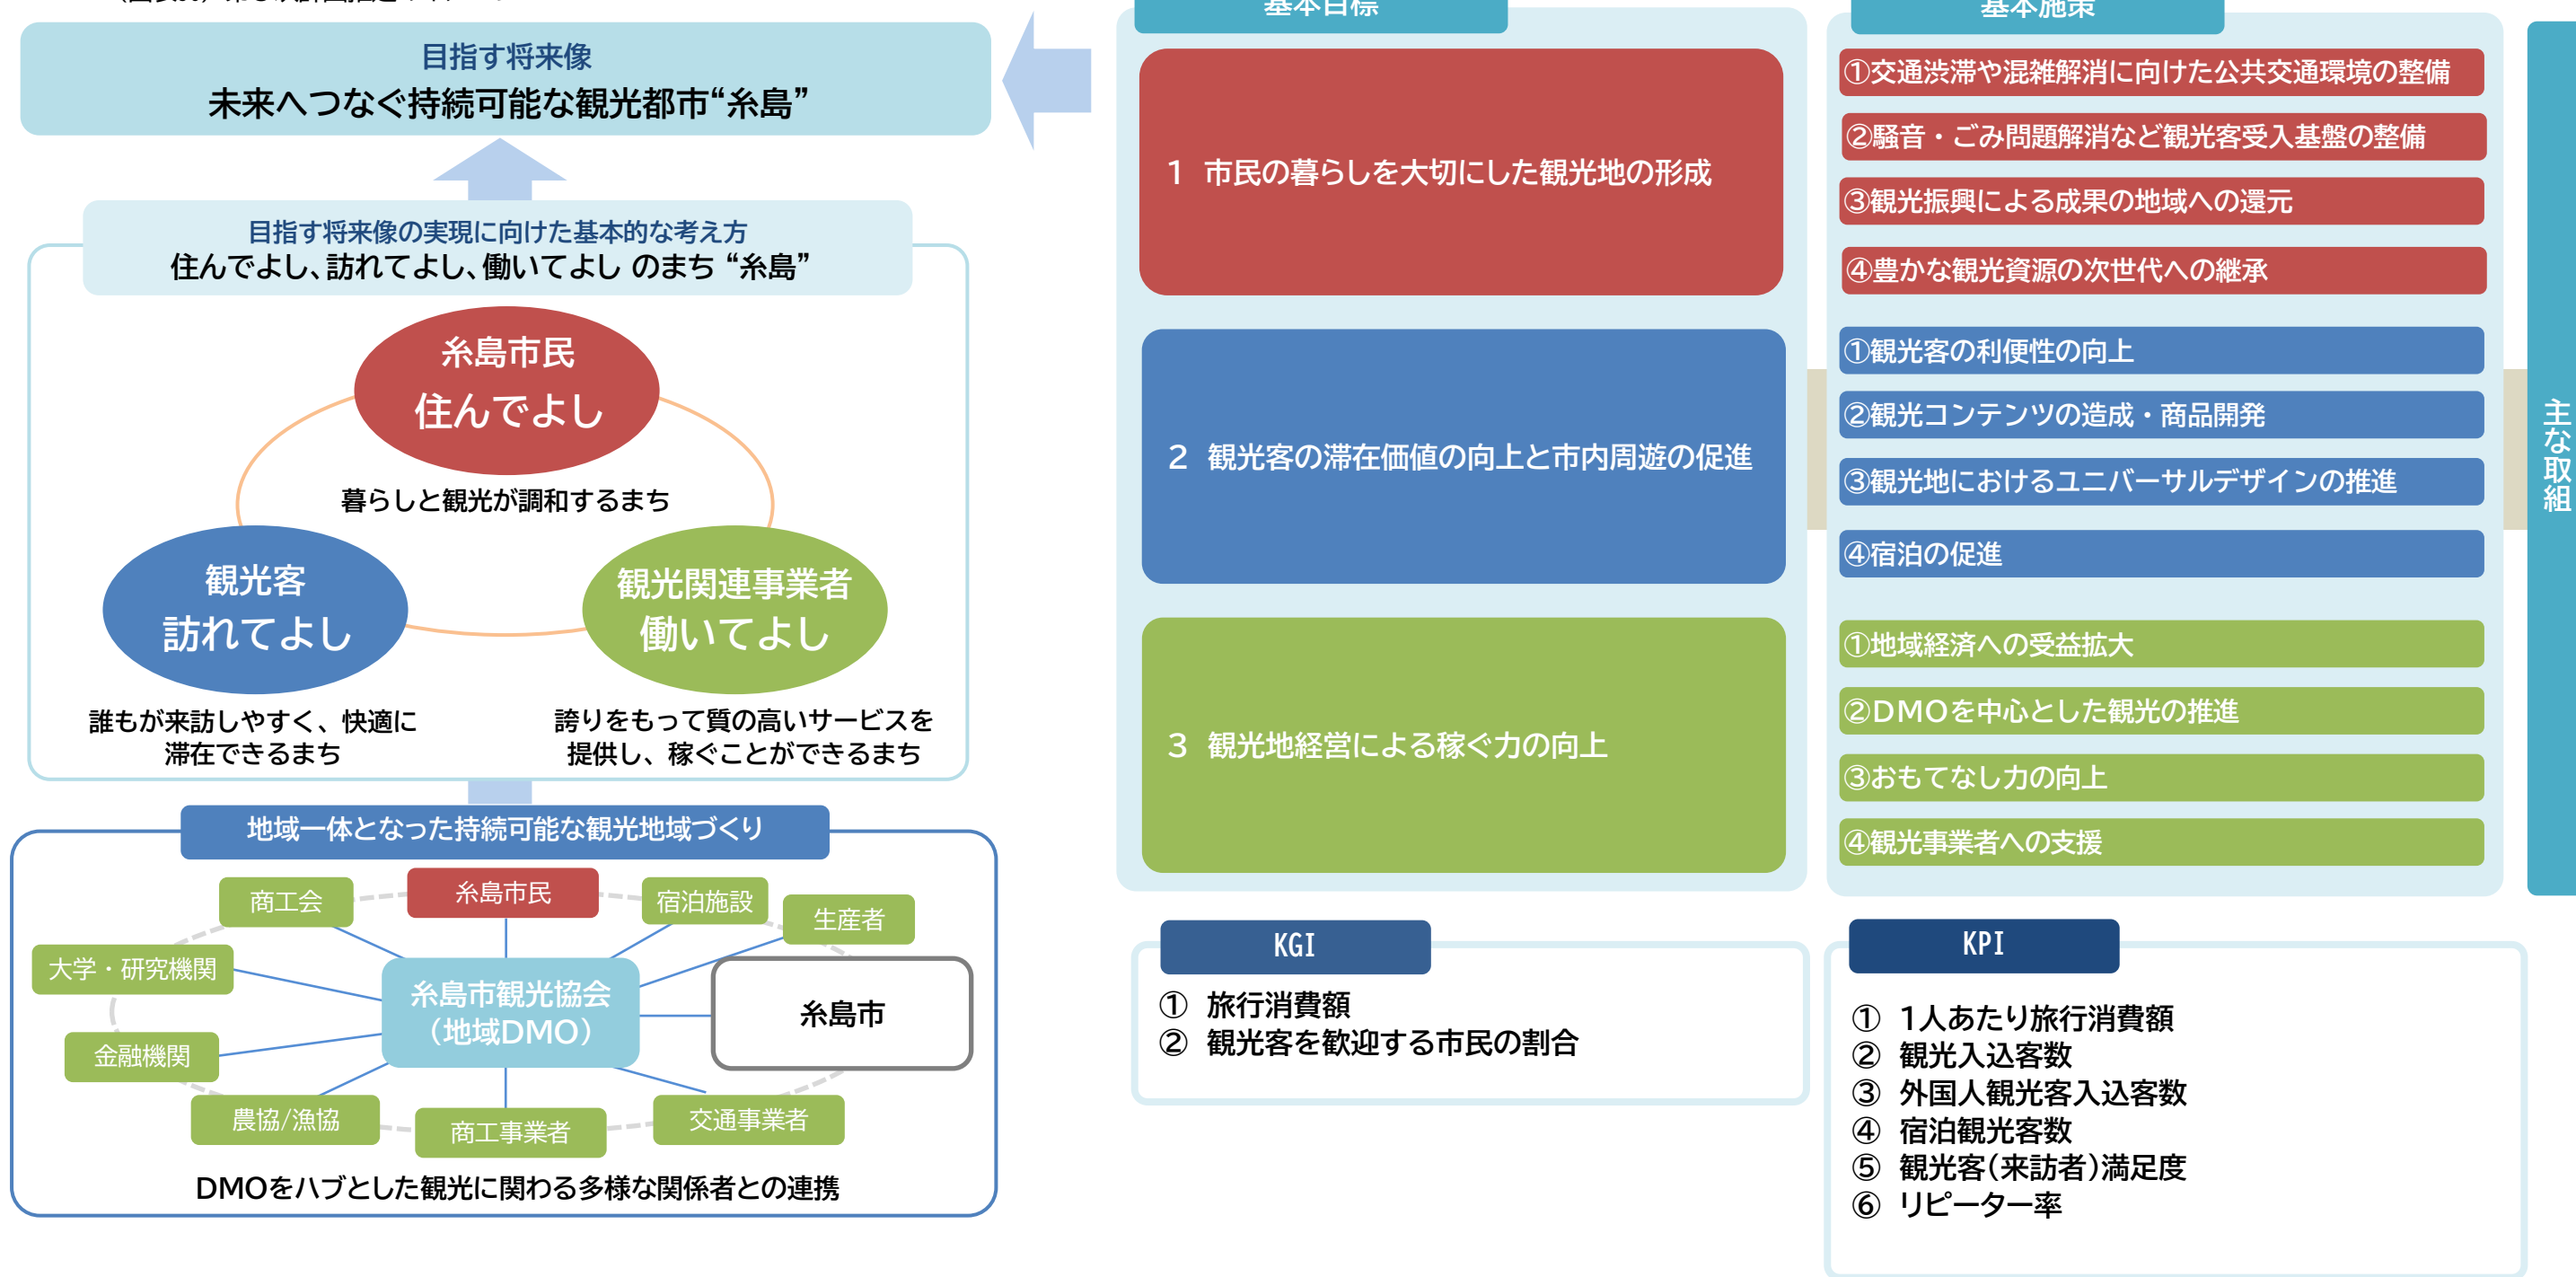 目指す将来像
未来へつなぐ持続可能な観光都市“糸島”
目指す将来像の実現に向けた基本的な考え方
住んでよし、訪れてよし、働いてよし のまち “糸島”
糸島市民
住んでよし
暮らしと観光が調和するまち
観光客
訪れてよし
観光関連事業者
働いてよし
誰もが来訪しやすく、快適に
滞在できるまち
誇りをもって質の高いサービスを
提供し、稼ぐことができるまち
地域一体となった持続可能な観光地域づくり
商工会
糸島市民
宿泊施設
生産者
大学・研究機関
糸島市観光協会
（地域DMO）
糸島市
金融機関
農協/漁協
商工事業者
交通事業者
DMOをハブとした観光に関わる多様な関係者との連携
基本目標
1 市民の暮らしを大切にした観光地の形成
2 観光客の滞在価値の向上と市内周遊の促進
3 観光地経営による稼ぐ力の向上
基本施策
①交通渋滞や混雑解消に向けた公共交通環境の整備
②騒音・ごみ問題解消など観光客受入基盤の整備
③観光振興による成果の地域への還元
④豊かな観光資源の次世代への継承
①観光客の利便性の向上
②観光コンテンツの造成・商品開発
③観光地におけるユニバーサルデザインの推進
④宿泊の促進
①地域経済への受益拡大
②DMOを中心とした観光の推進
③おもてなし力の向上
④観光事業者への支援
主な取組
KGI
① 旅行消費額
② 観光客を歓迎する市民の割合
KPI
① 1人あたり旅行消費額
② 観光入込客数
③ 外国人観光客入込客数
④ 宿泊観光客数
⑤ 観光客（来訪者）満足度
⑥ リピーター率